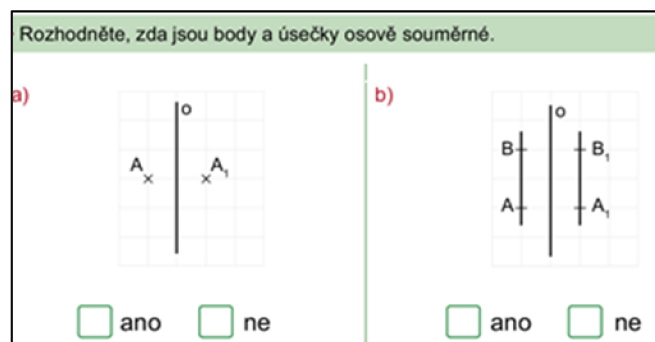 Rozhodněte, zda jsou body a úsečky osově souměrné.
a)
o
A A₁
ano ne
b)
o
B B₁
A A₁
ano ne